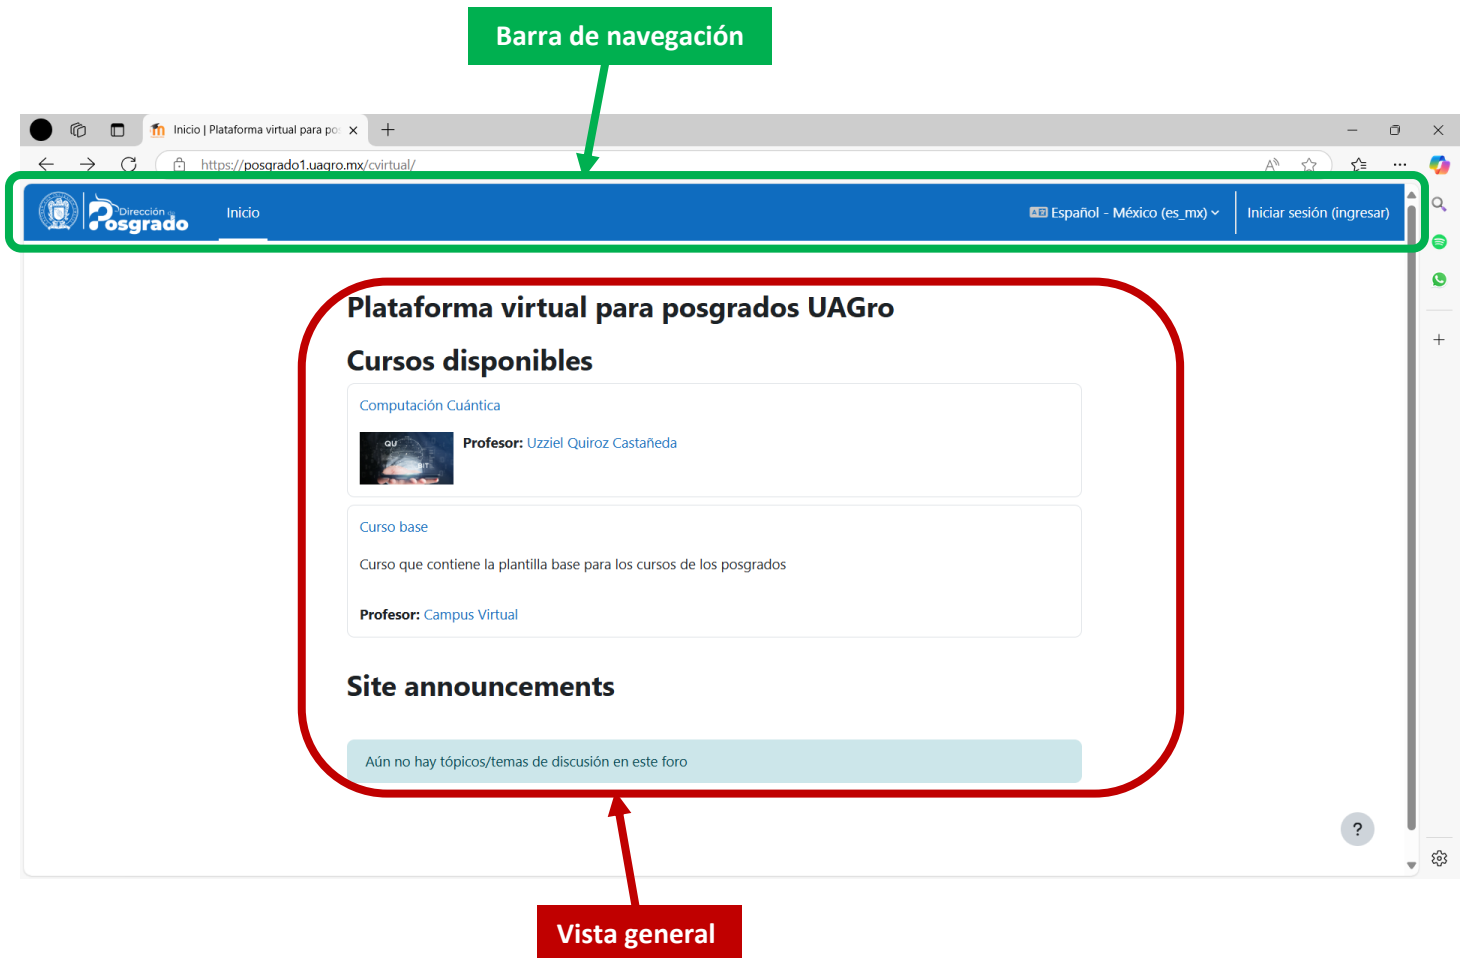 Barra de navegación
Inicio | Plataforma virtual para po
https://posgrado1.uagro.mx/cvirtual/
Dirección de
Posgrado
Inicio
Español - México (es_mx)
Iniciar sesión (ingresar)
Plataforma virtual para posgrados UAGro
Cursos disponibles
Computación Cuántica
QU
BIT
Profesor: Uzziel Quiroz Castañeda
Curso base
Curso que contiene la plantilla base para los cursos de los posgrados
Profesor: Campus Virtual
Site announcements
Aún no hay tópicos/temas de discusión en este foro
?
Vista general